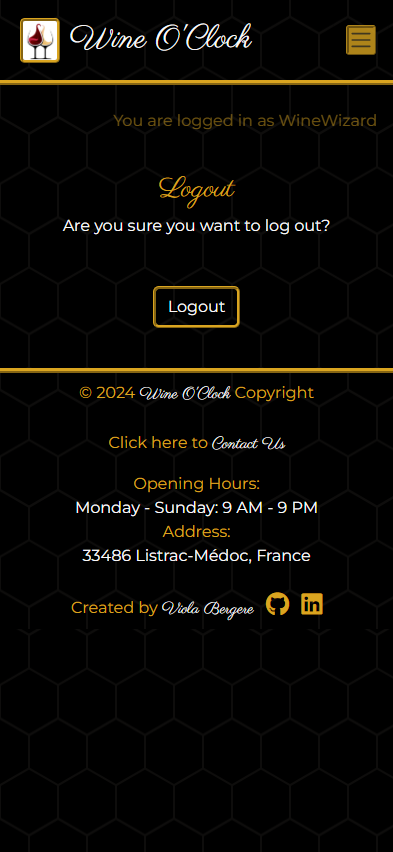 Wine O'Clock
You are logged in as WineWizard
Logout
Are you sure you want to log out?
Logout
© 2024 Wine O'Clock Copyright
Click here to Contact Us
Opening Hours:
Monday - Sunday: 9 AM - 9 PM
Address:
33486 Listrac-Médoc, France
Created by Viola Bergere
in